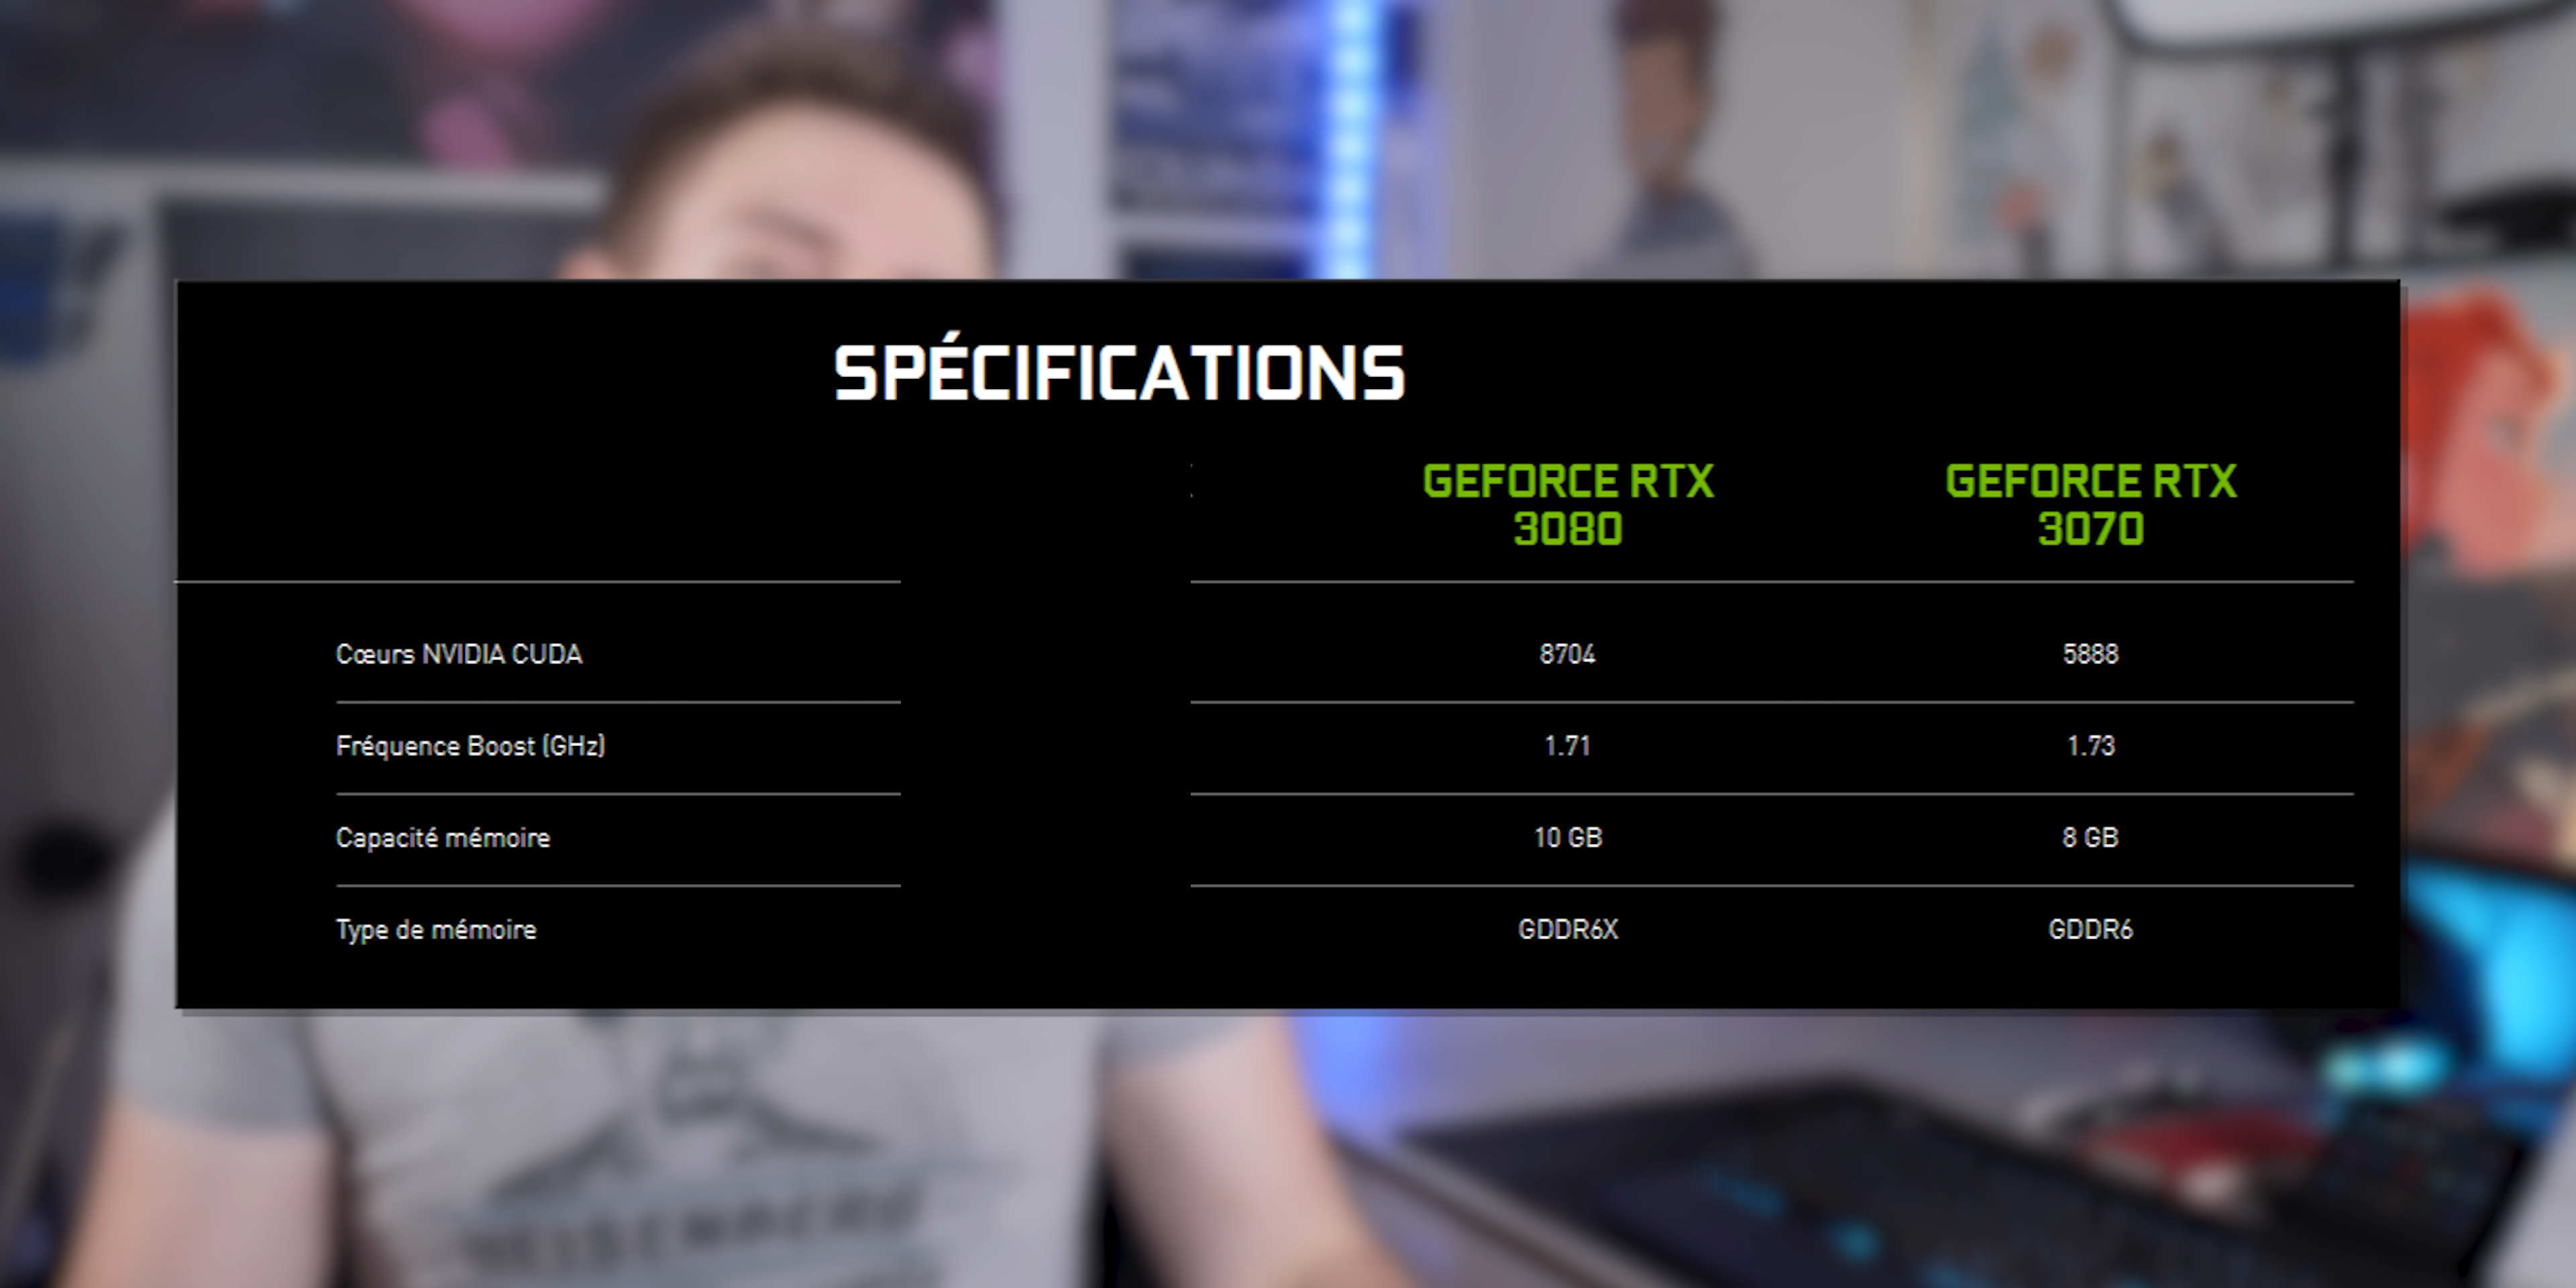 SPÉCIFICATIONS
GEFORCE RTX GEFORCE RTX
3080 3070
Cœurs NVIDIA CUDA 8704 5888
Fréquence Boost (GHz) 1.71 1.73
Capacité mémoire 10 GB 8 GB
Type de mémoire GDDR6X GDDR6
HEISENBERG